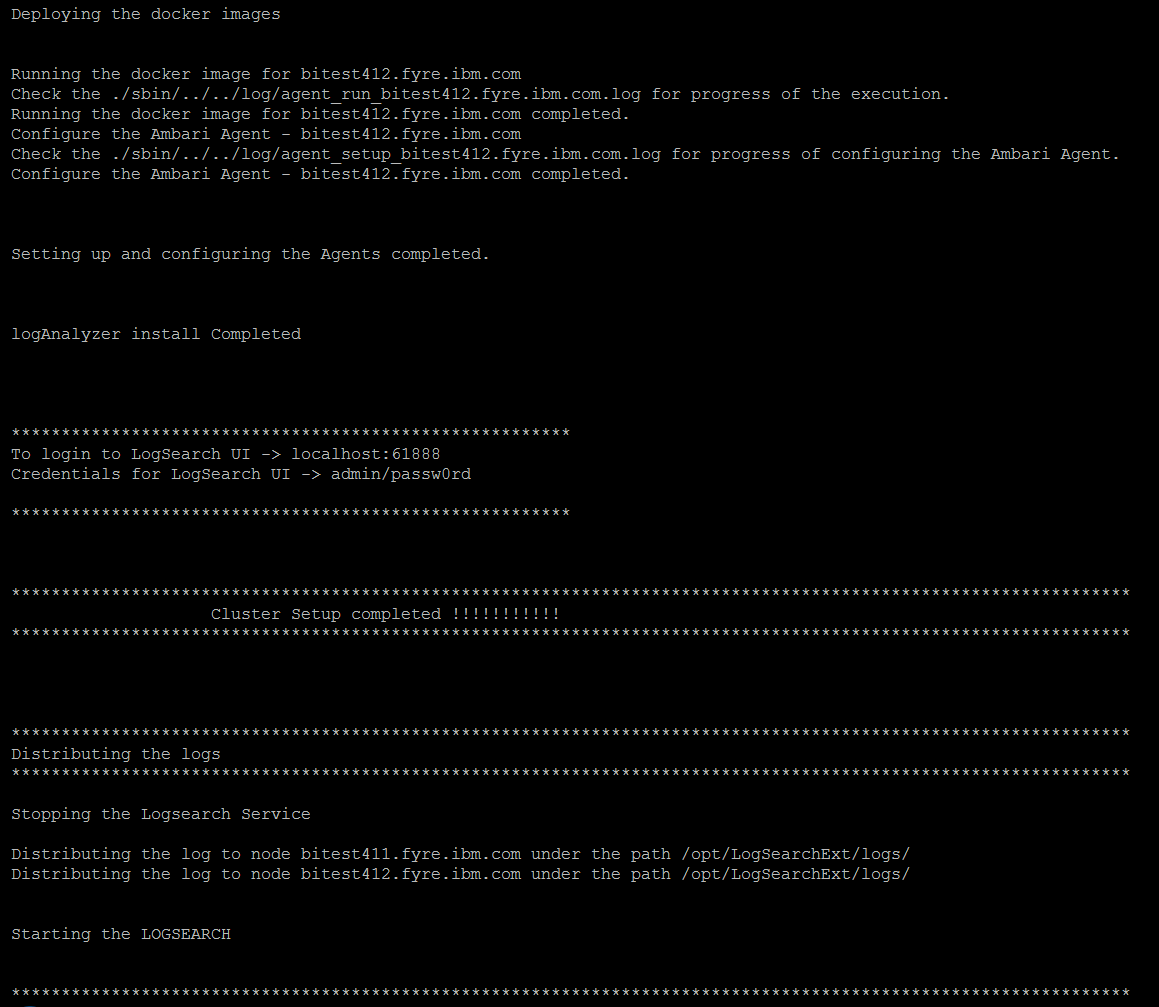 Deploying the docker images
Running the docker image for bitest412.fyre.ibm.com
Check the ./sbin/../../log/agent_run_bitest412.fyre.ibm.com.log for progress of the execution.
Running the docker image for bitest412.fyre.ibm.com completed.
Configure the Ambari Agent - bitest412.fyre.ibm.com
Check the ./sbin/../../log/agent_setup_bitest412.fyre.ibm.com.log for progress of configuring the Ambari Agent.
Configure the Ambari Agent - bitest412.fyre.ibm.com completed.
Setting up and configuring the Agents completed.
logAnalyzer install Completed
********************************************************
To login to LogSearch UI -> localhost:61888
Credentials for LogSearch UI -> admin/passw0rd
********************************************************
****************************************************************************************************************
Cluster Setup completed !!!!!!!!!!!
****************************************************************************************************************
****************************************************************************************************************
Distributing the logs
****************************************************************************************************************
Stopping the Logsearch Service
Distributing the log to node bitest411.fyre.ibm.com under the path /opt/LogSearchExt/logs/
Distributing the log to node bitest412.fyre.ibm.com under the path /opt/LogSearchExt/logs/
Starting the LOGSEARCH
****************************************************************************************************************